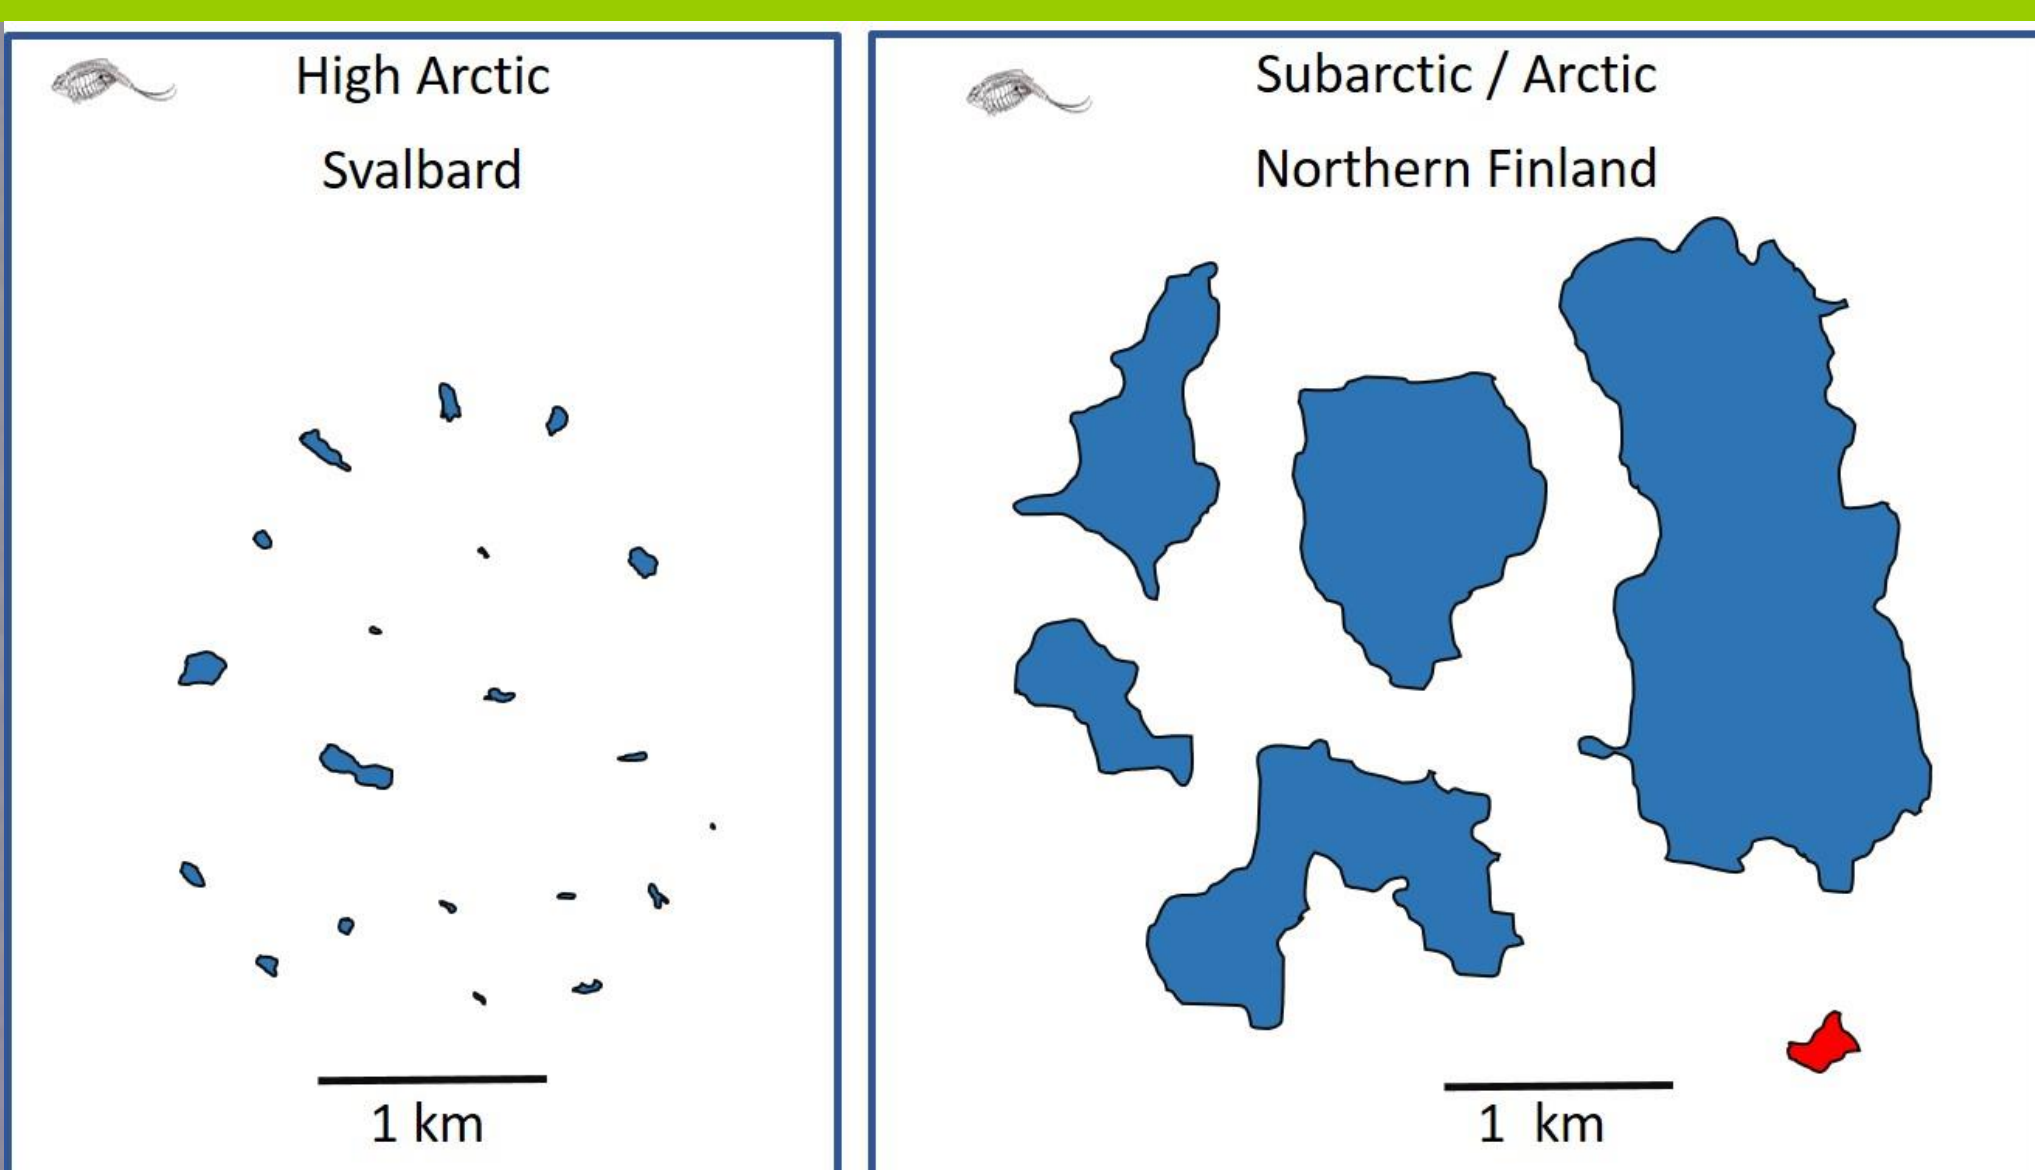 High Arctic
Svalbard
1 km
Subarctic / Arctic
Northern Finland
1 km